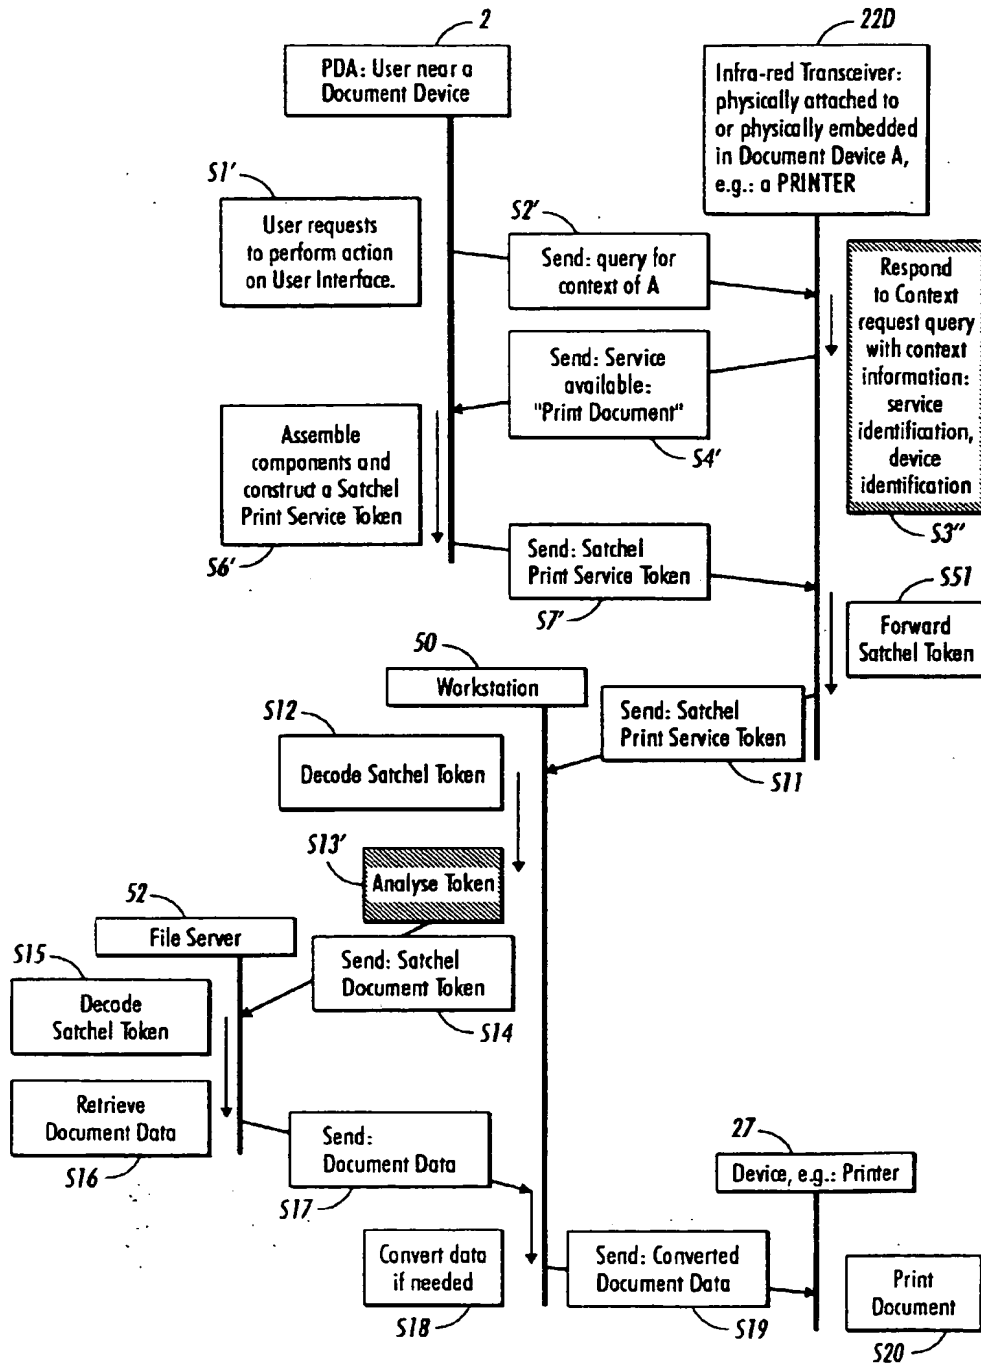 2
PDA: User near a
Document Device
22D
Infra-red Transceiver:
physically attached to
or physically embedded
in Document Device A,
e.g.: a PRINTER
S1'
User requests
to perform action
on User Interface.
S2'
Send: query for
context of A
Respond
to Context
request query
with context
information:
service
identification,
device
identification
S3"
Send: Service
available:
"Print Document"
S4'
Assemble
components and
construct a Satchel
Print Service Token
S6'
Send: Satchel
Print Service Token
S7'
S51
Forward
Satchel Token
50
Workstation
Send: Satchel
Print Service Token
S11
S12
Decode Satchel Token
S13'
Analyse Token
52
File Server
Send: Satchel
Document Token
S14
S15
Decode
Satchel Token
Retrieve
Document Data
S16
Send:
Document Data
S17
27
Device, e.g.: Printer
Convert data
if needed
S18
Send: Converted
Document Data
S19
Print
Document
S20